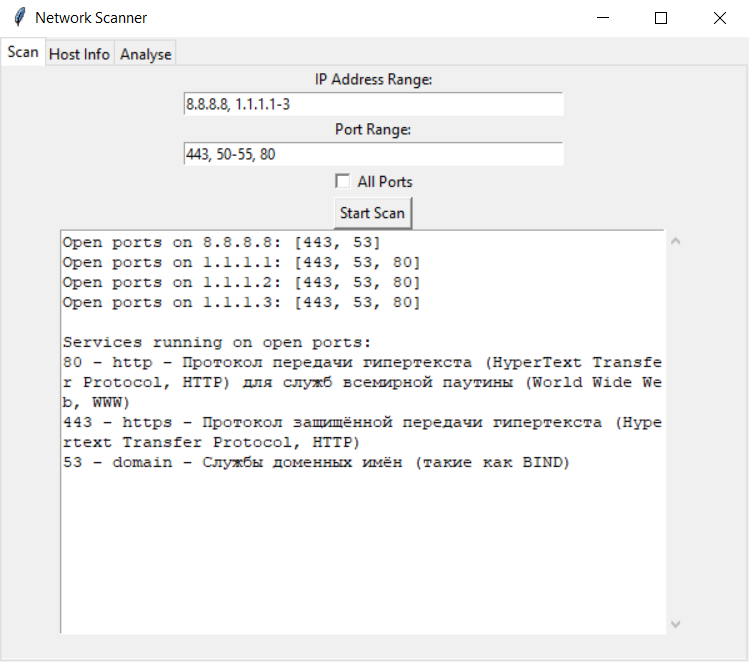 Network Scanner
Scan Host Info Analyse
IP Address Range:
8.8.8.8, 1.1.1.1-3
Port Range:
443, 50-55, 80
All Ports
Start Scan
Open ports on 8.8.8.8: [443, 53]
Open ports on 1.1.1.1: [443, 53, 80]
Open ports on 1.1.1.2: [443, 53, 80]
Open ports on 1.1.1.3: [443, 53, 80]
Services running on open ports:
80 - http - Протокол передачи гипертекста (HyperText Transfe
r Protocol, HTTP) для служб всемирной паутины (World Wide We
b, WWW)
443 - https - Протокол защищённой передачи гипертекста (Hype
rtext Transfer Protocol, HTTP)
53 - domain - Службы доменных имён (такие как BIND)